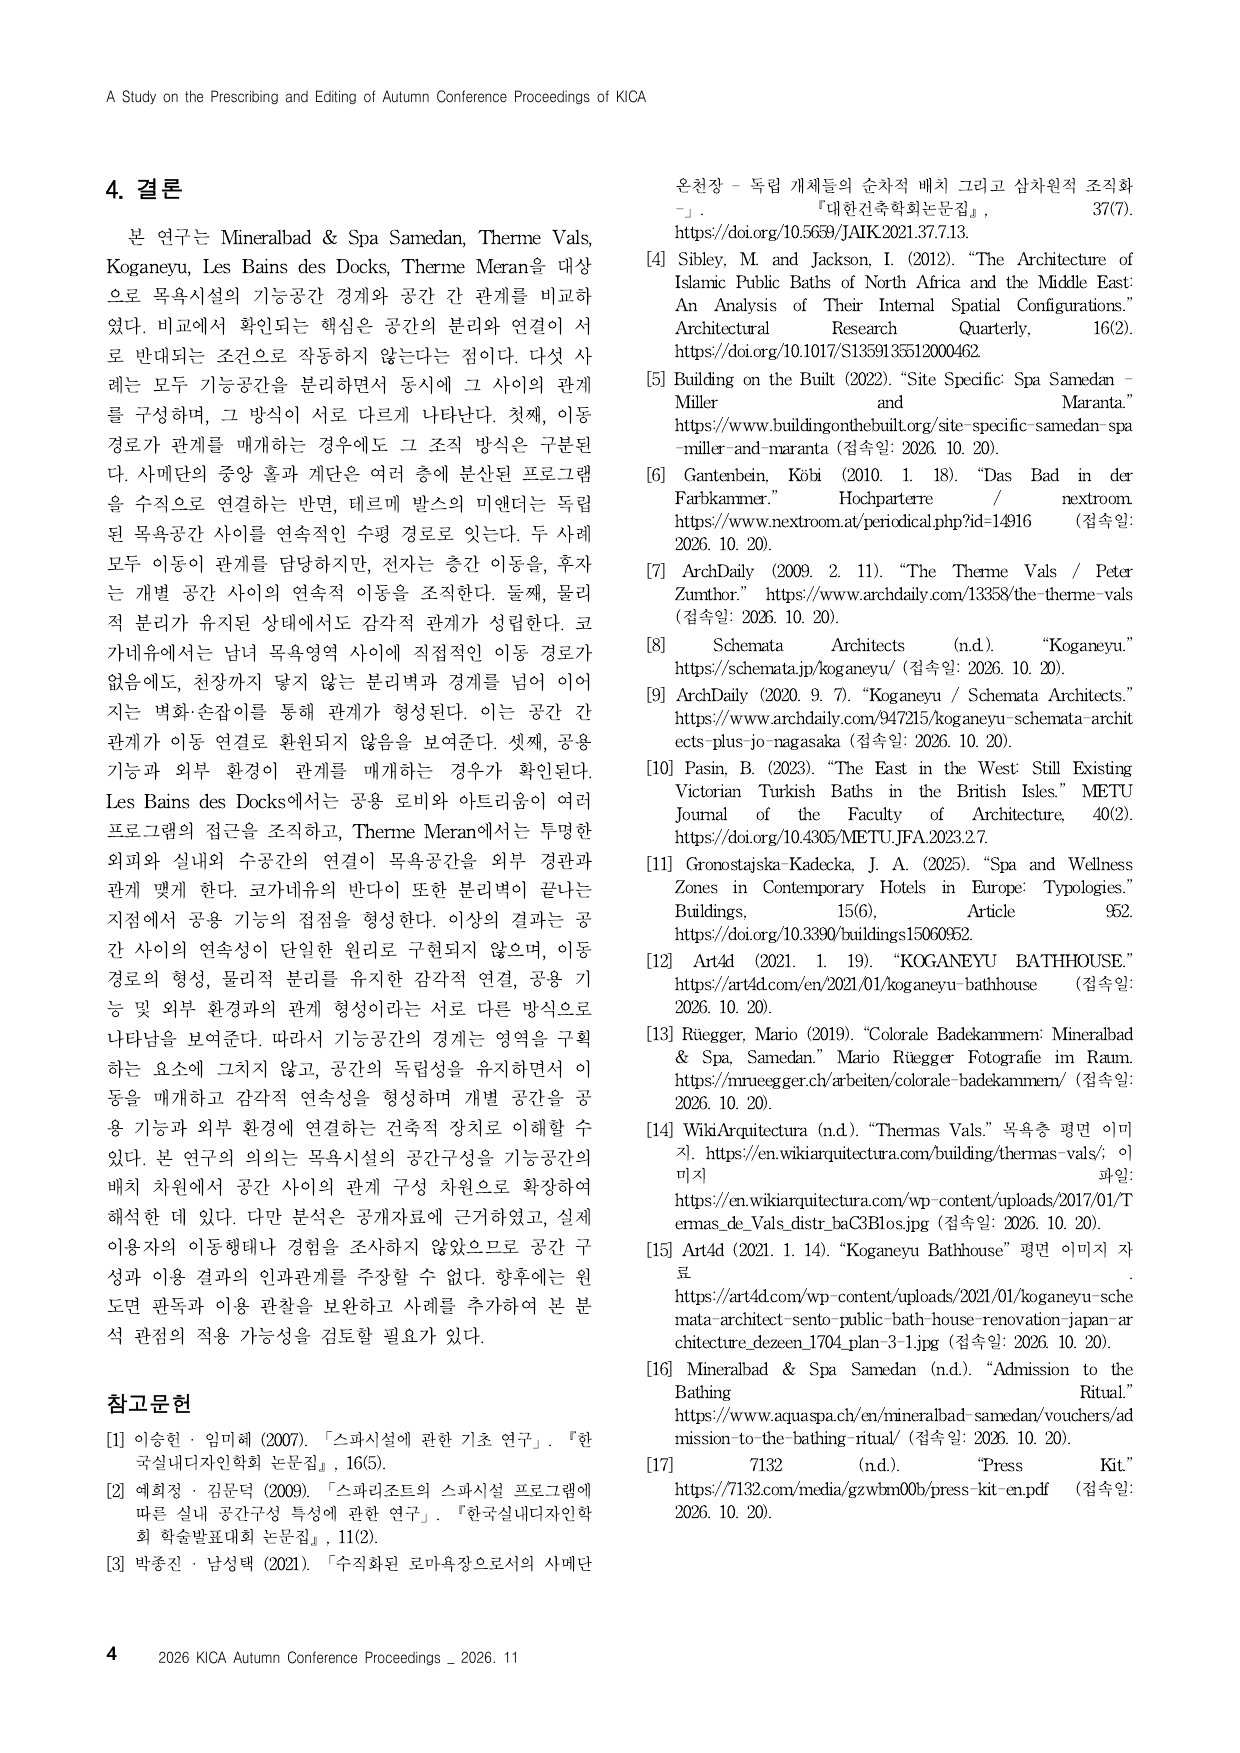 A Study on the Prescribing and Editing of Autumn Conference Proceedings of KICA
4. 결론
본 연구는 Mineralbad & Spa Samedan, Therme Vals,
Koganeyu, Les Bains des Docks, Therme Meran을 대상
으로 목욕시설의 기능공간 경계와 공간 간 관계를 비교하
였다. 비교에서 확인되는 핵심은 공간의 분리와 연결이 서
로 반대되는 조건으로 작동하지 않는다는 점이다. 다섯 사
례는 모두 기능공간을 분리하면서 동시에 그 사이의 관계
를 구성하며, 그 방식이 서로 다르게 나타난다. 첫째, 이동
경로가 관계를 매개하는 경우에도 그 조직 방식은 구분된
다. 사메단의 중앙 홀과 계단은 여러 층에 분산된 프로그램
을 수직으로 연결하는 반면, 테르메 발스의 미앤더는 독립
된 목욕공간 사이를 연속적인 수평 경로로 잇는다. 두 사례
모두 이동이 관계를 담당하지만, 전자는 층간 이동을, 후자
는 개별 공간 사이의 연속적 이동을 조직한다. 둘째, 물리
적 분리가 유지된 상태에서도 감각적 관계가 성립한다. 코
가네유에서는 남녀 목욕영역 사이에 직접적인 이동 경로가
없음에도, 천장까지 닿지 않는 분리벽과 경계를 넘어 이어
지는 벽화·손잡이를 통해 관계가 형성된다. 이는 공간 간
관계가 이동 연결로 환원되지 않음을 보여준다. 셋째, 공용
기능과 외부 환경이 관계를 매개하는 경우가 확인된다.
Les Bains des Docks에서는 공용 로비와 아트리움이 여러
프로그램의 접근을 조직하고, Therme Meran에서는 투명한
외피와 실내외 수공간의 연결이 목욕공간을 외부 경관과
관계 맺게 한다. 코가네유의 반다이 또한 분리벽이 끝나는
지점에서 공용 기능의 접점을 형성한다. 이상의 결과는 공
간 사이의 연속성이 단일한 원리로 구현되지 않으며, 이동
경로의 형성, 물리적 분리를 유지한 감각적 연결, 공용 기
능 및 외부 환경과의 관계 형성이라는 서로 다른 방식으로
나타남을 보여준다. 따라서 기능공간의 경계는 영역을 구획
하는 요소에 그치지 않고, 공간의 독립성을 유지하면서 이
동을 매개하고 감각적 연속성을 형성하며 개별 공간을 공
용 기능과 외부 환경에 연결하는 건축적 장치로 이해할 수
있다. 본 연구의 의의는 목욕시설의 공간구성을 기능공간의
배치 차원에서 공간 사이의 관계 구성 차원으로 확장하여
해석한 데 있다. 다만 분석은 공개자료에 근거하였고, 실제
이용자의 이동행태나 경험을 조사하지 않았으므로 공간 구
성과 이용 결과의 인과관계를 주장할 수 없다. 향후에는 원
도면 판독과 이용 관찰을 보완하고 사례를 추가하여 본 분
석 관점의 적용 가능성을 검토할 필요가 있다.
참고문헌
[1] 이승헌 · 임미혜 (2007). 「스파시설에 관한 기초 연구」. 『한
국실내디자인학회 논문집』, 16(5).
[2] 예희정 · 김문덕 (2009). 「스파리조트의 스파시설 프로그램에
따른 실내 공간구성 특성에 관한 연구」. 『한국실내디자인학
회 학술발표대회 논문집』, 11(2).
[3] 박종진 · 남성택 (2021). 「수직화된 로마욕장으로서의 사메단
온천장 - 독립 개체들의 순차적 배치 그리고 삼차원적 조직화
-」. 『대한건축학회논문집』, 37(7).
https://doi.org/10.5659/JAIK.2021.37.7.13.
[4] Sibley, M. and Jackson, I. (2012). “The Architecture of
Islamic Public Baths of North Africa and the Middle East:
An Analysis of Their Internal Spatial Configurations.”
Architectural Research Quarterly, 16(2).
https://doi.org/10.1017/S1359135512000462.
[5] Building on the Built (2022). “Site Specific: Spa Samedan –
Miller and Maranta.”
https://www.buildingonthebuilt.org/site-specific-samedan-spa
-miller-and-maranta (접속일: 2026. 10. 20).
[6] Gantenbein, Köbi (2010. 1. 18). “Das Bad in der
Farbkammer.” Hochparterre / nextroom.
https://www.nextroom.at/periodical.php?id=14916 (접속일:
2026. 10. 20).
[7] ArchDaily (2009. 2. 11). “The Therme Vals / Peter
Zumthor.” https://www.archdaily.com/13358/the-therme-vals
(접속일: 2026. 10. 20).
[8] Schemata Architects (n.d.). “Koganeyu.”
https://schemata.jp/koganeyu/ (접속일: 2026. 10. 20).
[9] ArchDaily (2020. 9. 7). “Koganeyu / Schemata Architects.”
https://www.archdaily.com/947215/koganeyu-schemata-archit
ects-plus-jo-nagasaka (접속일: 2026. 10. 20).
[10] Pasin, B. (2023). “The East in the West: Still Existing
Victorian Turkish Baths in the British Isles.” METU
Journal of the Faculty of Architecture, 40(2).
https://doi.org/10.4305/METU.JFA.2023.2.7.
[11] Gronostajska-Kadecka, J. A. (2025). “Spa and Wellness
Zones in Contemporary Hotels in Europe: Typologies.”
Buildings, 15(6), Article 952.
https://doi.org/10.3390/buildings15060952.
[12] Art4d (2021. 1. 19). “KOGANEYU BATHHOUSE.”
https://art4d.com/en/2021/01/koganeyu-bathhouse (접속일:
2026. 10. 20).
[13] Rüegger, Mario (2019). “Colorale Badekammern: Mineralbad
& Spa, Samedan.” Mario Rüegger Fotografie im Raum.
https://mrueegger.ch/arbeiten/colorale-badekammern/ (접속일:
2026. 10. 20).
[14] WikiArquitectura (n.d.). “Thermas Vals.” 목욕층 평면 이미
지. https://en.wikiarquitectura.com/building/thermas-vals/; 이
미지 파일:
https://en.wikiarquitectura.com/wp-content/uploads/2017/01/T
ermas_de_Vals_distr_baC3B1os.jpg (접속일: 2026. 10. 20).
[15] Art4d (2021. 1. 14). “Koganeyu Bathhouse” 평면 이미지 자
료 .
https://art4d.com/wp-content/uploads/2021/01/koganeyu-sche
mata-architect-sento-public-bath-house-renovation-japan-ar
chitecture_dezeen_1704_plan-3-1.jpg (접속일: 2026. 10. 20).
[16] Mineralbad & Spa Samedan (n.d.). “Admission to the
Bathing Ritual.”
https://www.aquaspa.ch/en/mineralbad-samedan/vouchers/ad
mission-to-the-bathing-ritual/ (접속일: 2026. 10. 20).
[17] 7132 (n.d.). “Press Kit.”
https://7132.com/media/gzwbm00b/press-kit-en.pdf (접속일:
2026. 10. 20).
4 2026 KICA Autumn Conference Proceedings _ 2026. 11